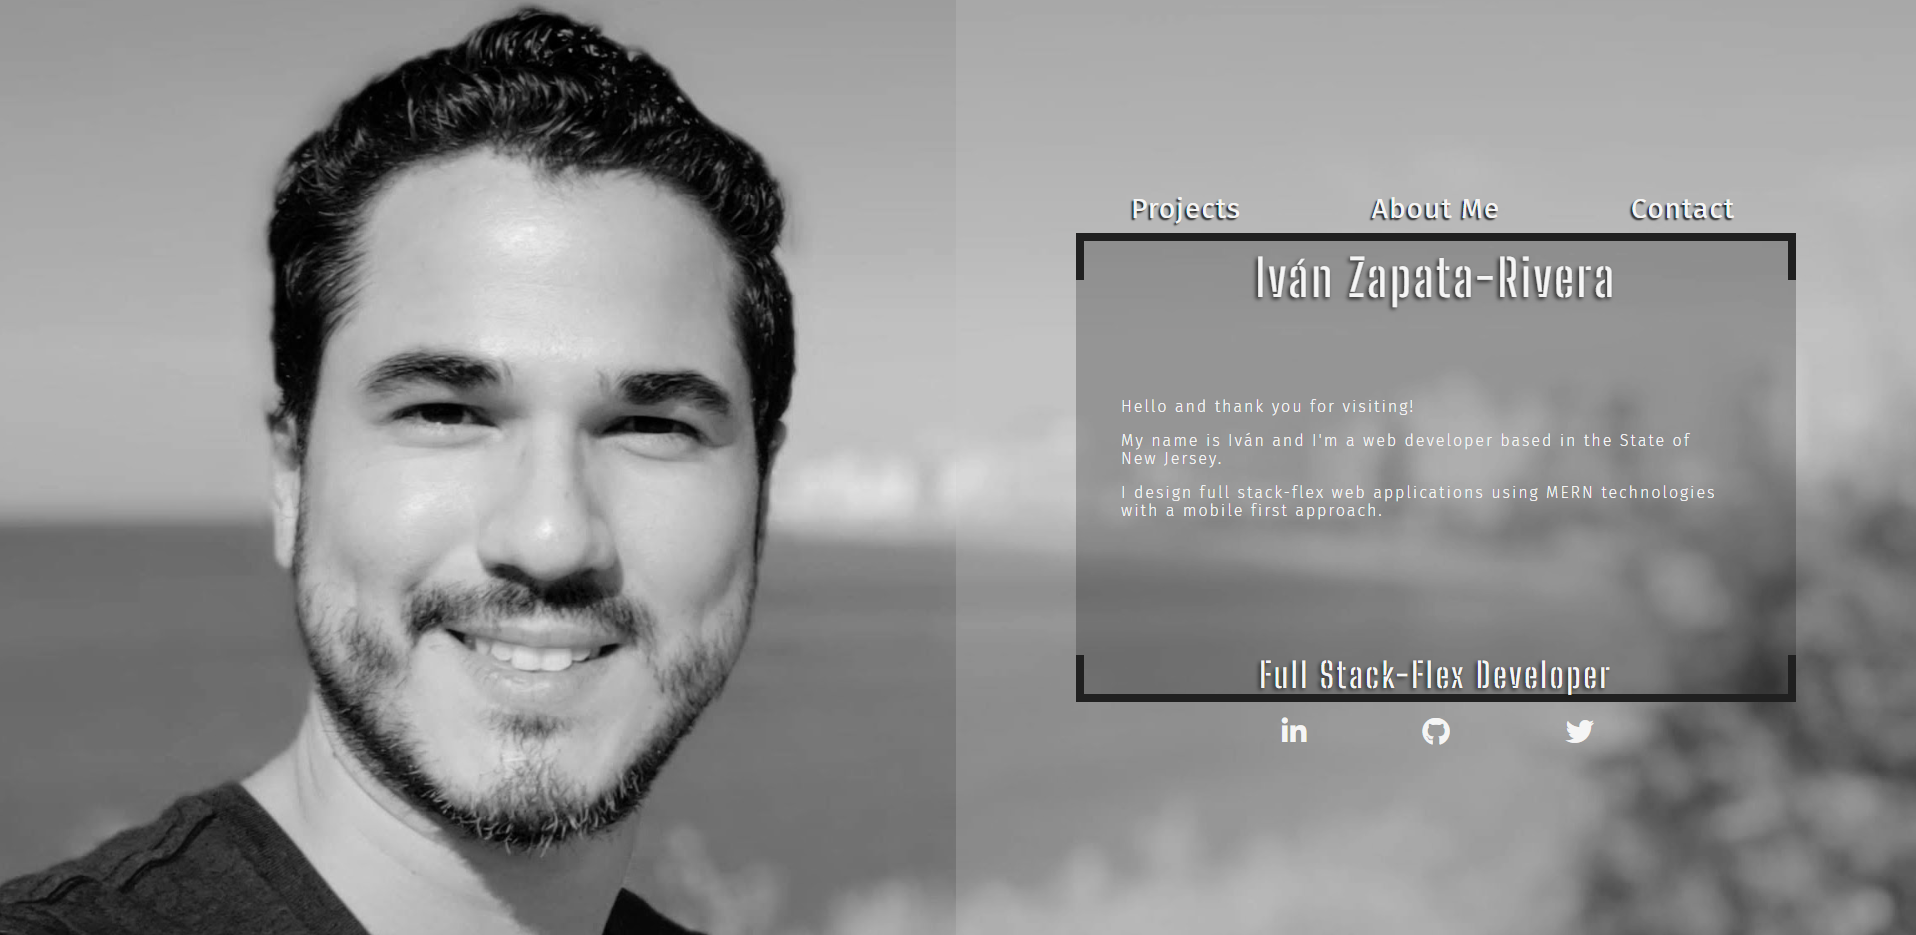 Projects About Me Contact
Iván Zapata-Rivera
Hello and thank you for visiting!
My name is Iván and I'm a web developer based in the State of
New Jersey.
I design full stack-flex web applications using MERN technologies
with a mobile first approach.
Full Stack-Flex Developer
in